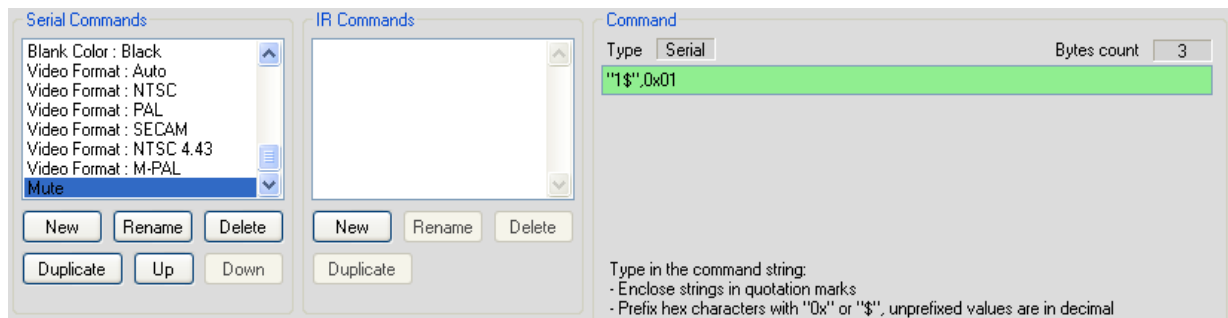 Serial Commands
Blank Color : Black
Video Format : Auto
Video Format : NTSC
Video Format : PAL
Video Format : SECAM
Video Format : NTSC 4.43
Video Format : M-PAL
Mute
New Rename Delete
Duplicate Up Down
IR Commands
New Rename Delete
Duplicate
Command
Type Serial Bytes count 3
"1$",0x01
Type in the command string:
- Enclose strings in quotation marks
- Prefix hex characters with "0x" or "$", unprefixed values are in decimal